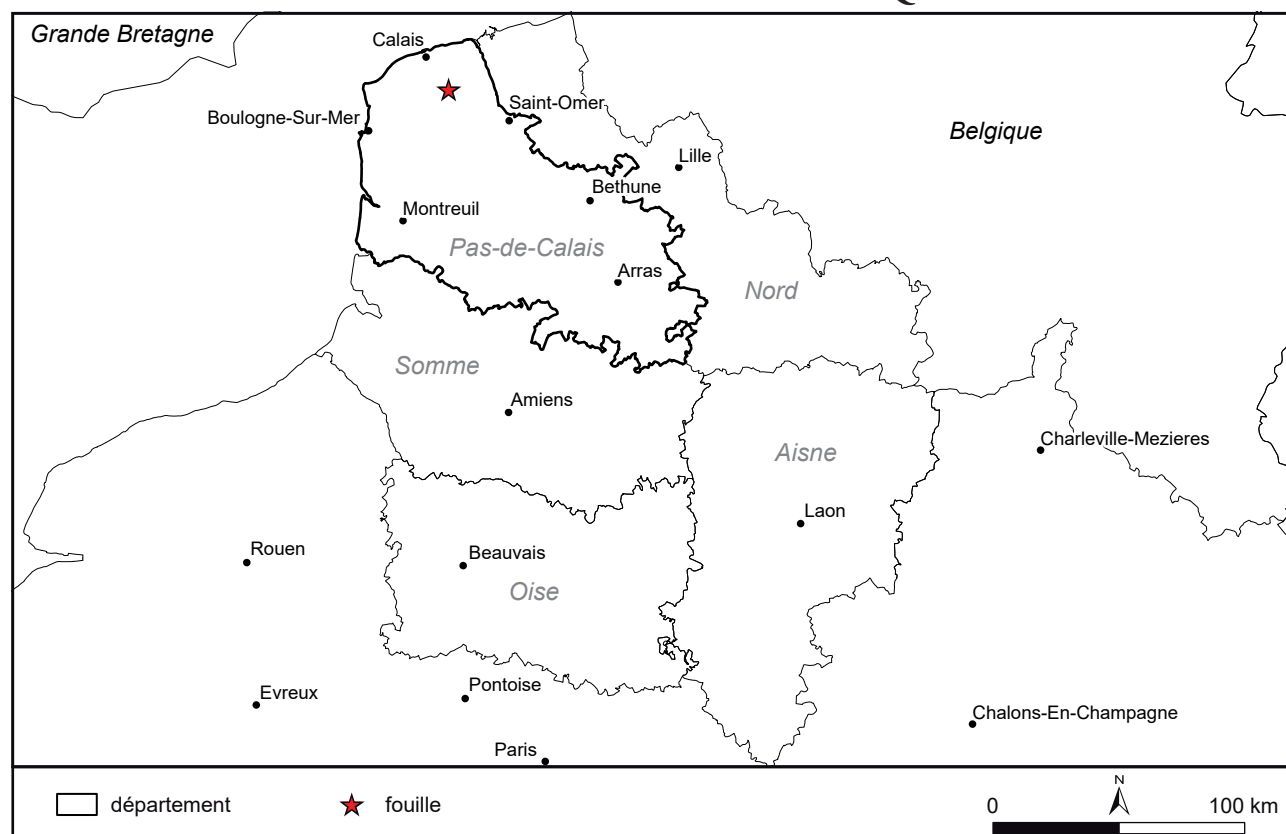 Grande Bretagne
Calais
Saint-Omer
Boulogne-Sur-Mer
Belgique
Lille
Bethune
Montreuil
Pas-de-Calais
Arras
Nord
Somme
Amiens
Charleville-Mezieres
Aisne
Laon
Rouen
Beauvais
Oise
Evreux
Pontoise
Chalons-En-Champagne
Paris
N
département
fouille
0
100 km